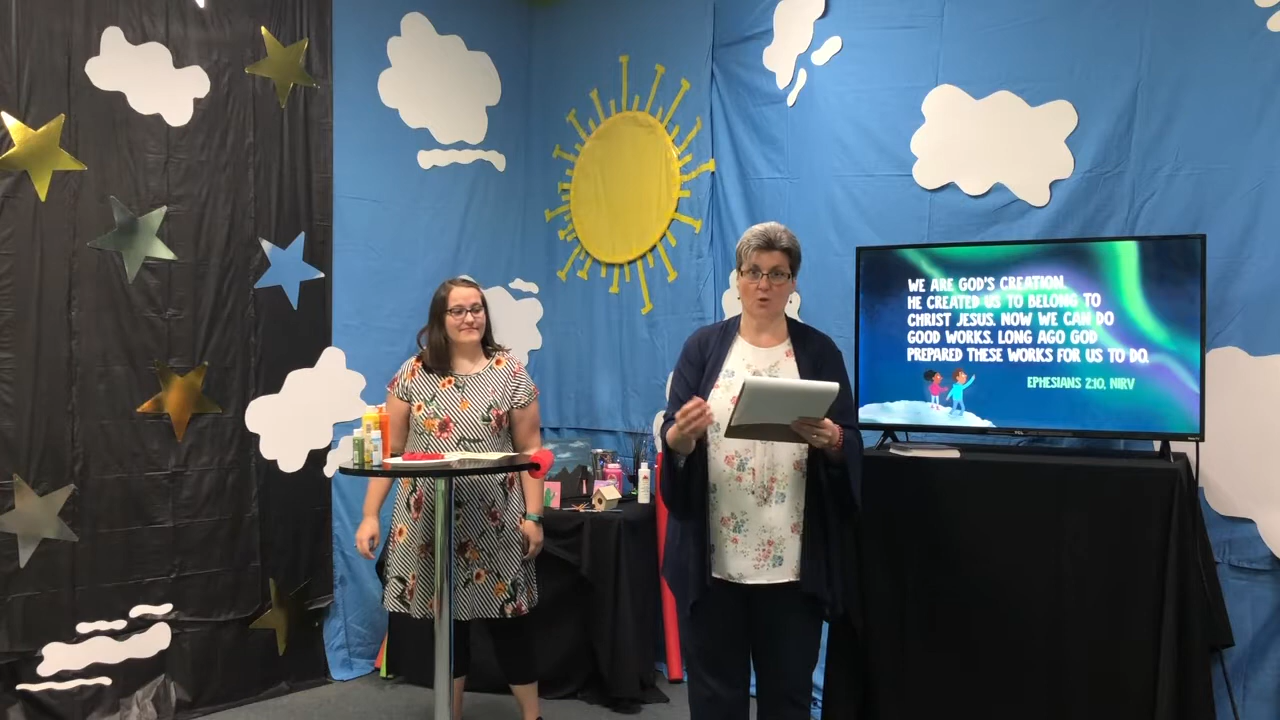 WE ARE GOD'S CREATION.
HE CREATED US TO BELONG TO
CHRIST JESUS. NOW WE CAN DO
GOOD WORKS. LONG AGO GOD
PREPARED THESE WORKS FOR US TO DO.
EPHESIANS 2:10, NIRV
TCL